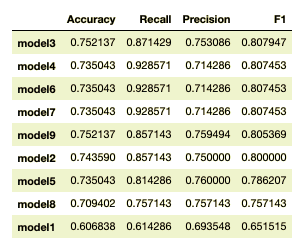 Accuracy Recall Precision F1
model3 0.752137 0.871429 0.753086 0.807947
model4 0.735043 0.928571 0.714286 0.807453
model6 0.735043 0.928571 0.714286 0.807453
model7 0.735043 0.928571 0.714286 0.807453
model9 0.752137 0.857143 0.759494 0.805369
model2 0.743590 0.857143 0.750000 0.800000
model5 0.735043 0.814286 0.760000 0.786207
model8 0.709402 0.757143 0.757143 0.757143
model1 0.606838 0.614286 0.693548 0.651515